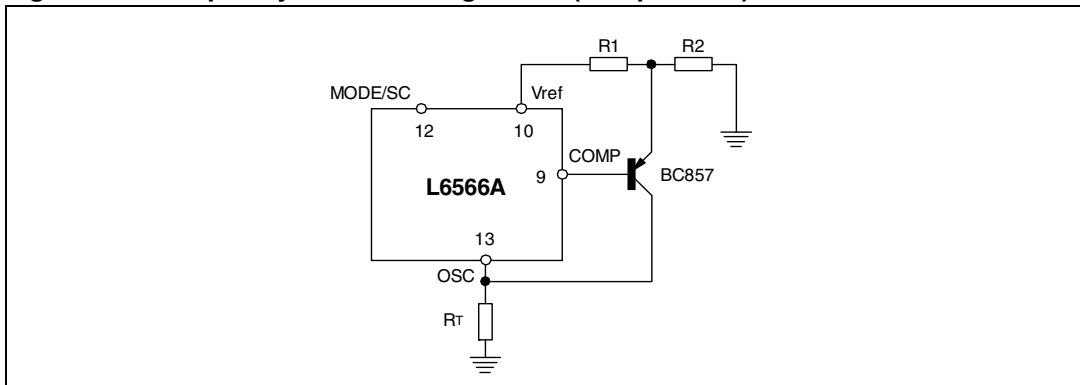 R1
R2
MODE/SC
Vref
12
10
COMP
9
BC857
L6566A
13
OSC
RT